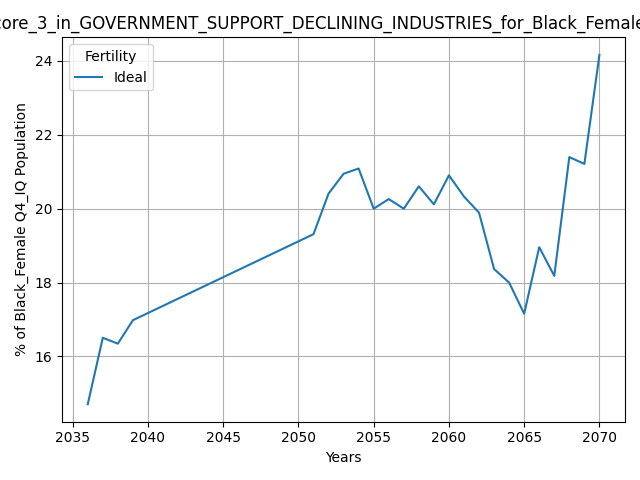 core_3_in_GOVERNMENT_SUPPORT_DECLINING_INDUSTRIES_for_Black_Female
Fertility
Ideal
24
22
20
18
16
% of Black_Female Q4_IQ Population
2035 2040 2045 2050 2055 2060 2065 2070
Years